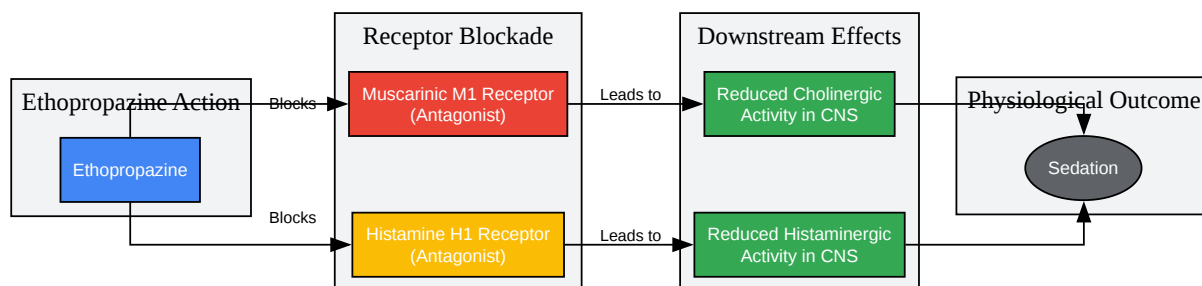 Ethopropazine Action
Ethopropazine
Blocks
Blocks
Receptor Blockade
Muscarinic M1 Receptor
(Antagonist)
Histamine H1 Receptor
(Antagonist)
Leads to
Leads to
Downstream Effects
Reduced Cholinergic
Activity in CNS
Reduced Histaminergic
Activity in CNS
Physiological Outcome
Sedation